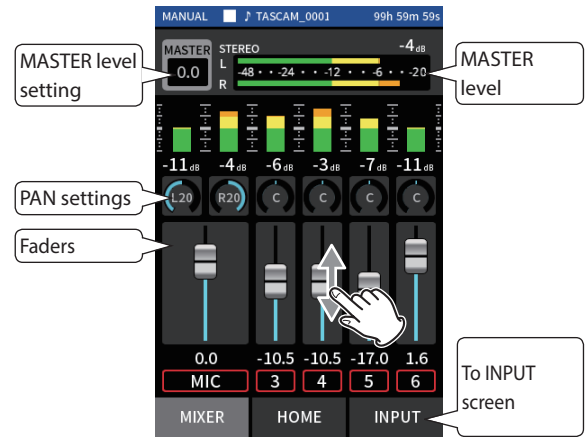 MANUAL ♪ TASCAM_0001 99h 59m 59s
MASTER level setting
MASTER
0.0
STEREO -4dB
L
-48 · · -24 · · -12 · · -6 · · -20
R
MASTER level
-11dB -4dB -6dB -3dB -7dB -11dB
PAN settings
L20 R20 C C C C
Faders
0.0 -10.5 -10.5 -17.0 1.6
MIC 3 4 5 6
To INPUT screen
MIXER HOME INPUT